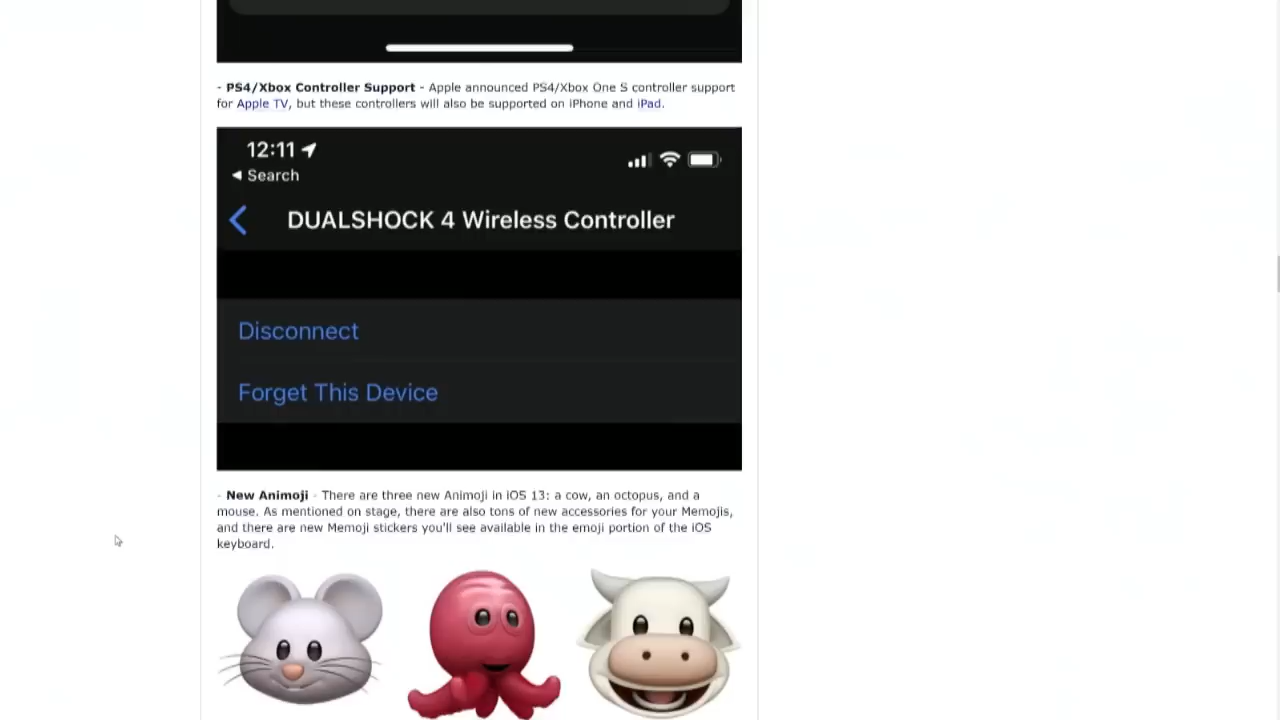 - PS4/Xbox Controller Support - Apple announced PS4/Xbox One S controller support
for Apple TV, but these controllers will also be supported on iPhone and iPad.
12:11
Search
DUALSHOCK 4 Wireless Controller
Disconnect
Forget This Device
- New Animoji - There are three new Animoji in iOS 13: a cow, an octopus, and a
mouse. As mentioned on stage, there are also tons of new accessories for your Memojis,
and there are new Memoji stickers you'll see available in the emoji portion of the iOS
keyboard.